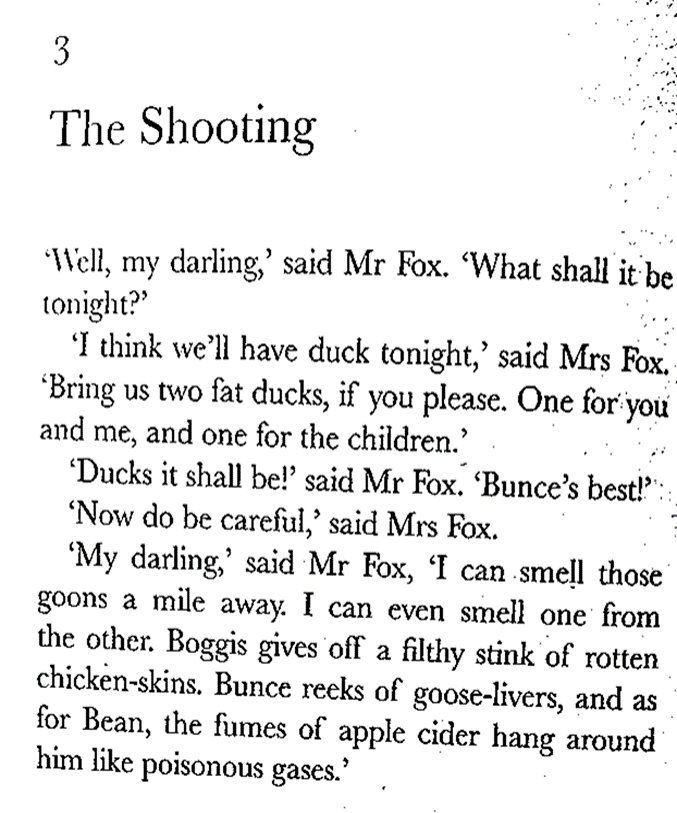 3
The Shooting
‘Well, my darling,’ said Mr Fox. ‘What shall it be
tonight?’
‘I think we’ll have duck tonight,’ said Mrs Fox.
‘Bring us two fat ducks, if you please. One for you
and me, and one for the children.’
‘Ducks it shall be!’ said Mr Fox. ‘Bunce’s best!’
‘Now do be careful,’ said Mrs Fox.
‘My darling,’ said Mr Fox, ‘I can smell those
goons a mile away. I can even smell one from
the other. Boggis gives off a filthy stink of rotten
chicken-skins. Bunce reeks of goose-livers, and as
for Bean, the fumes of apple cider hang around
him like poisonous gases.’